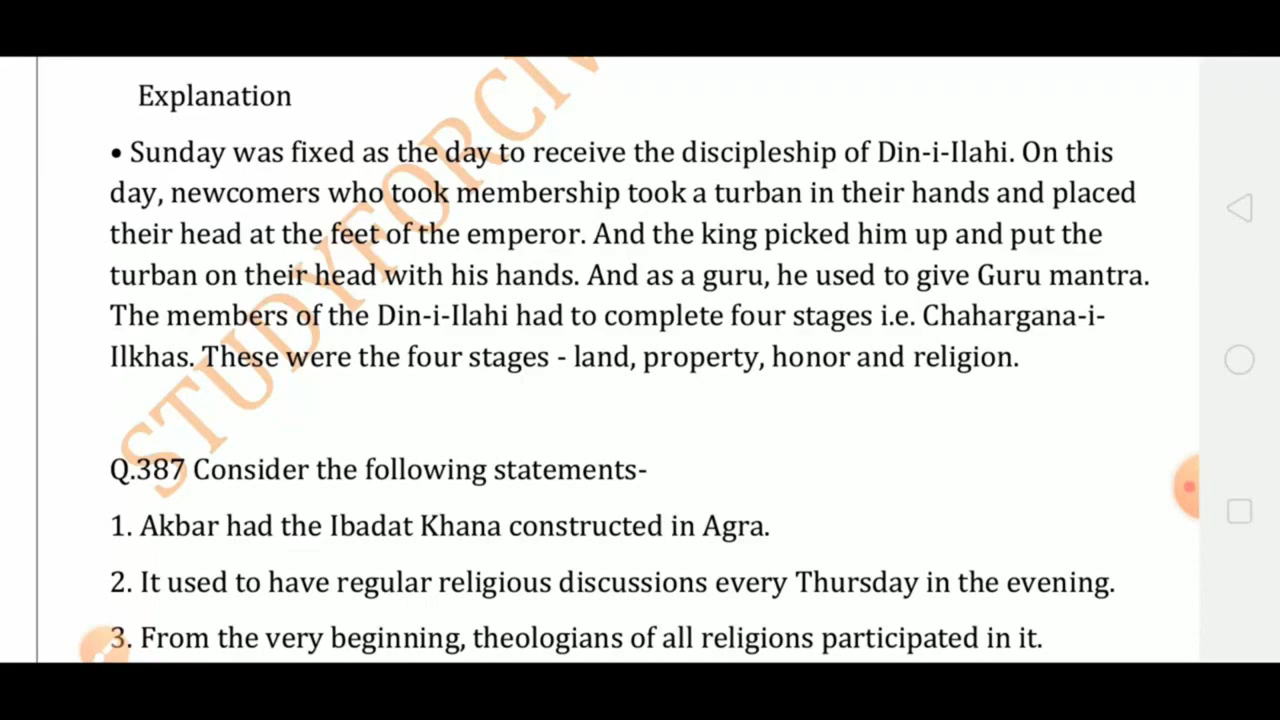 Explanation
• Sunday was fixed as the day to receive the discipleship of Din-i-Ilahi. On this
day, newcomers who took membership took a turban in their hands and placed
their head at the feet of the emperor. And the king picked him up and put the
turban on their head with his hands. And as a guru, he used to give Guru mantra.
The members of the Din-i-Ilahi had to complete four stages i.e. Chahargana-i-
Ilkhas. These were the four stages - land, property, honor and religion.
Q.387 Consider the following statements-
1. Akbar had the Ibadat Khana constructed in Agra.
2. It used to have regular religious discussions every Thursday in the evening.
3. From the very beginning, theologians of all religions participated in it.
STUDYFORCIV